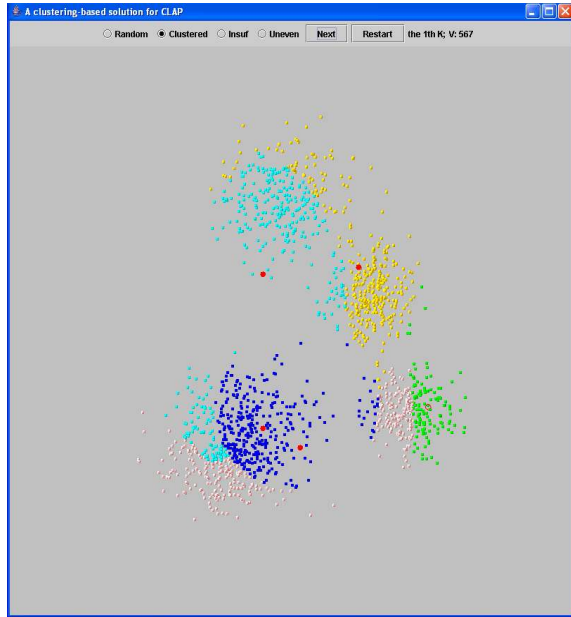 A clustering-based solution for CLAP
Random Clustered Insuf Uneven Next Restart the 1th K; V: 567